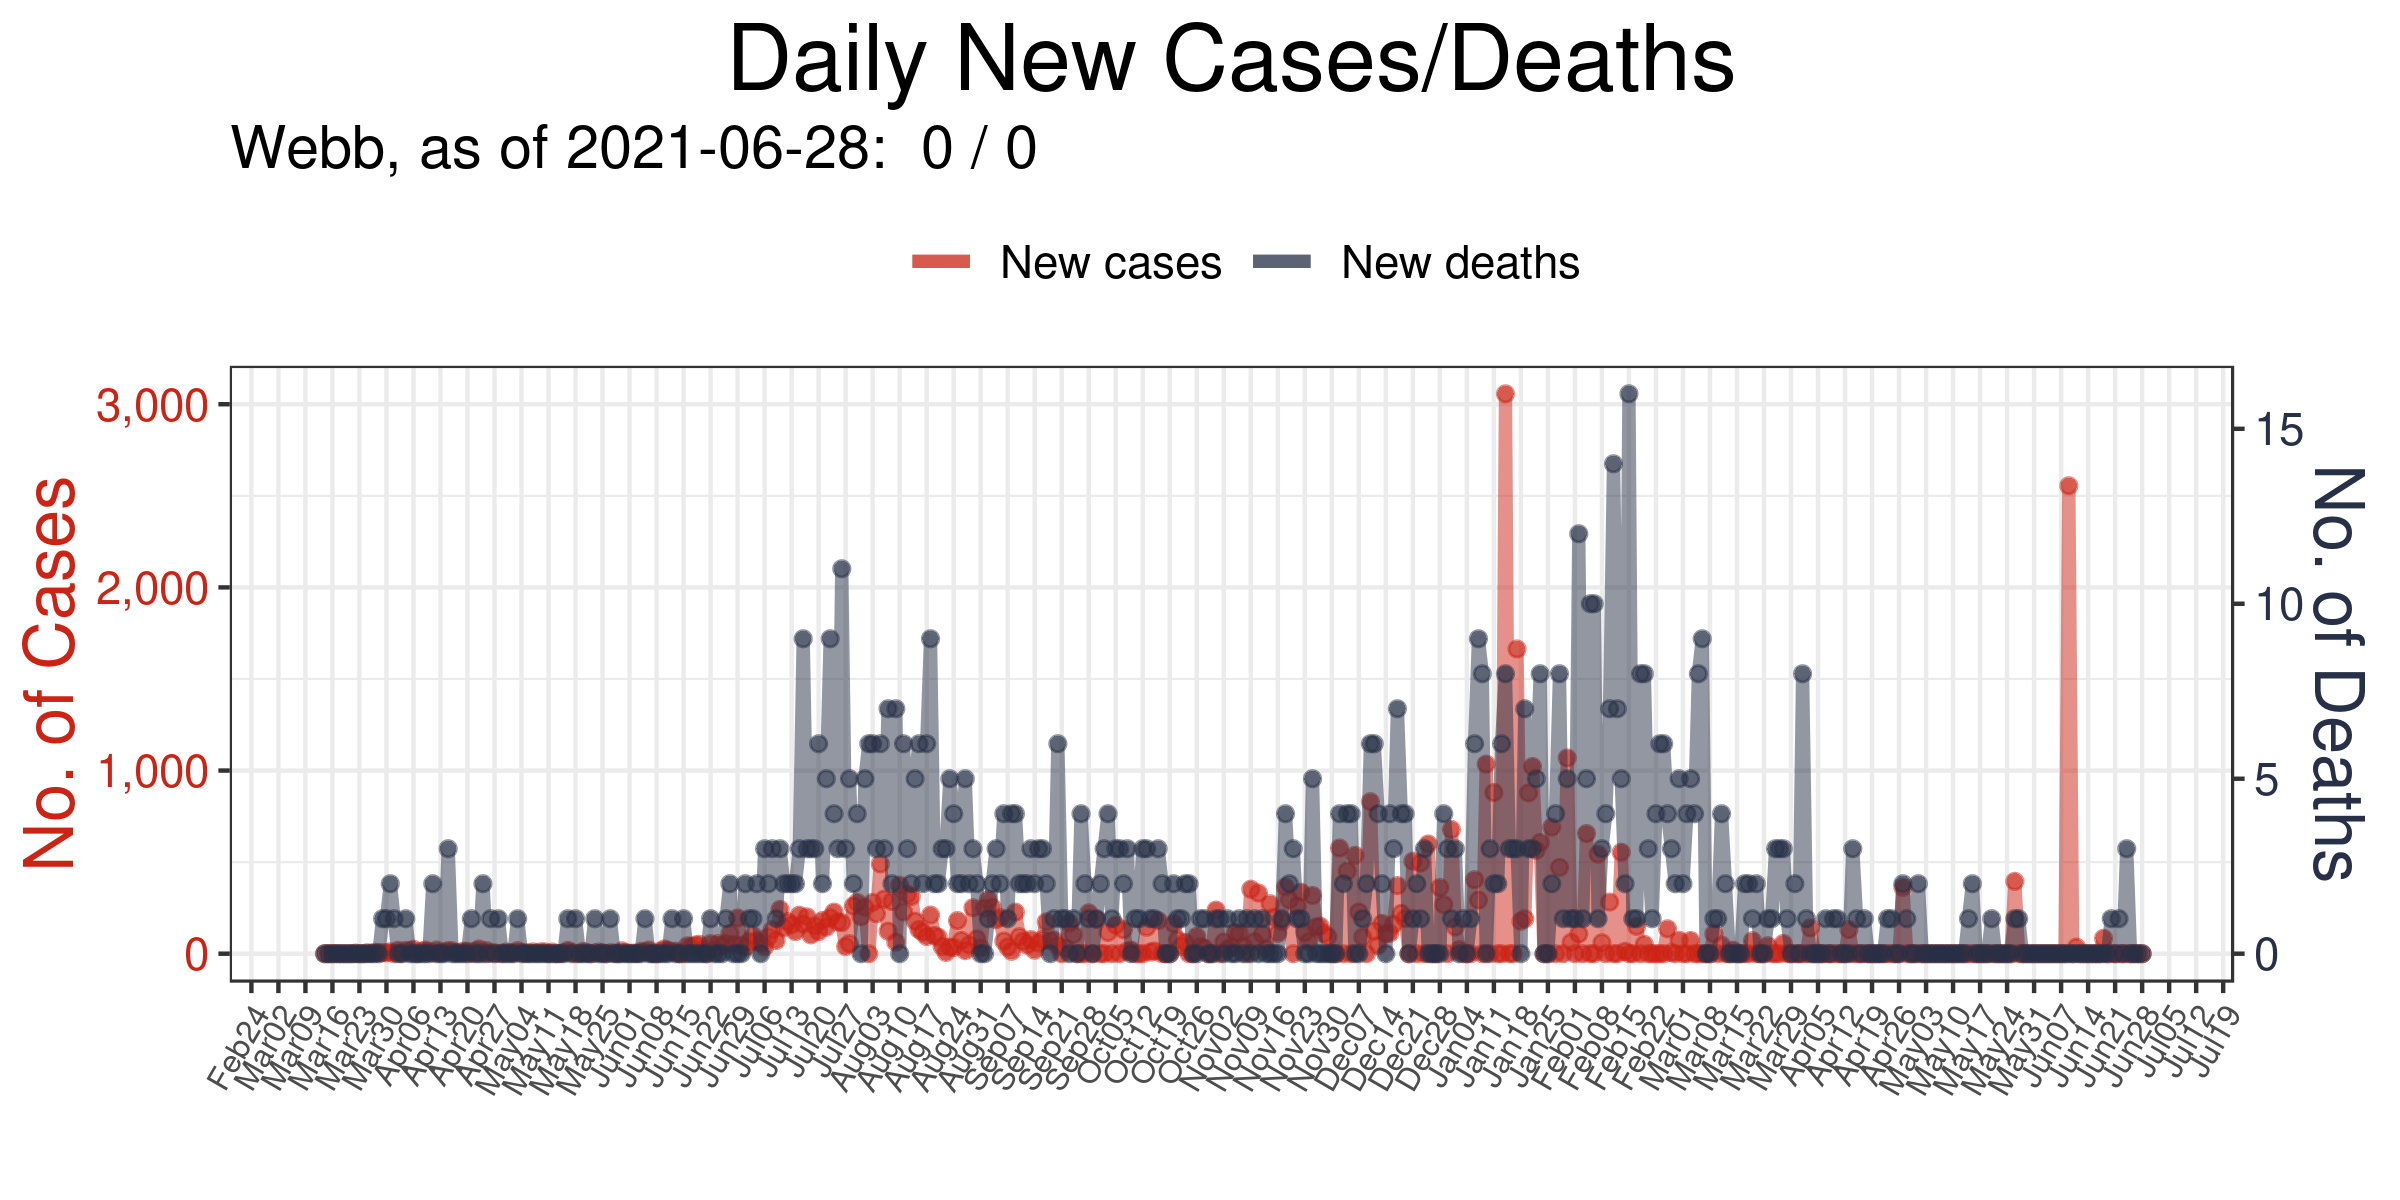 Daily New Cases/Deaths
Webb, as of 2021-06-28: 0 / 0
New cases
New deaths
No. of Cases
3,000
2,000
1,000
0
15
10
5
0
No. of Deaths
Feb24
Mar02
Mar09
Mar16
Mar23
Mar30
Apr06
Apr13
Apr20
Apr27
May04
May11
May18
May25
Jun01
Jun08
Jun15
Jun22
Jun29
Jul06
Jul13
Jul20
Jul27
Aug03
Aug10
Aug17
Aug24
Aug31
Sep07
Sep14
Sep21
Sep28
Oct05
Oct12
Oct19
Oct26
Nov02
Nov09
Nov16
Nov23
Nov30
Dec07
Dec14
Dec21
Dec28
Jan04
Jan11
Jan18
Jan25
Feb01
Feb08
Feb15
Feb22
Mar01
Mar08
Mar15
Mar22
Mar29
Apr05
Apr12
Apr19
Apr26
May03
May10
May17
May24
May31
Jun07
Jun14
Jun21
Jun28
Jul05
Jul12
Jul19